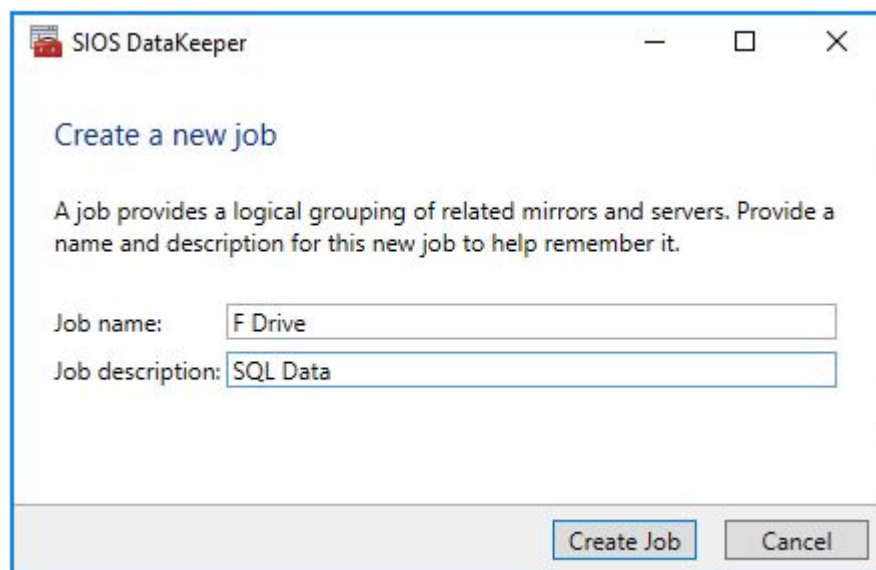 SIOS DataKeeper
Create a new job
A job provides a logical grouping of related mirrors and servers. Provide a
name and description for this new job to help remember it.
Job name: F Drive
Job description: SQL Data
Create Job Cancel